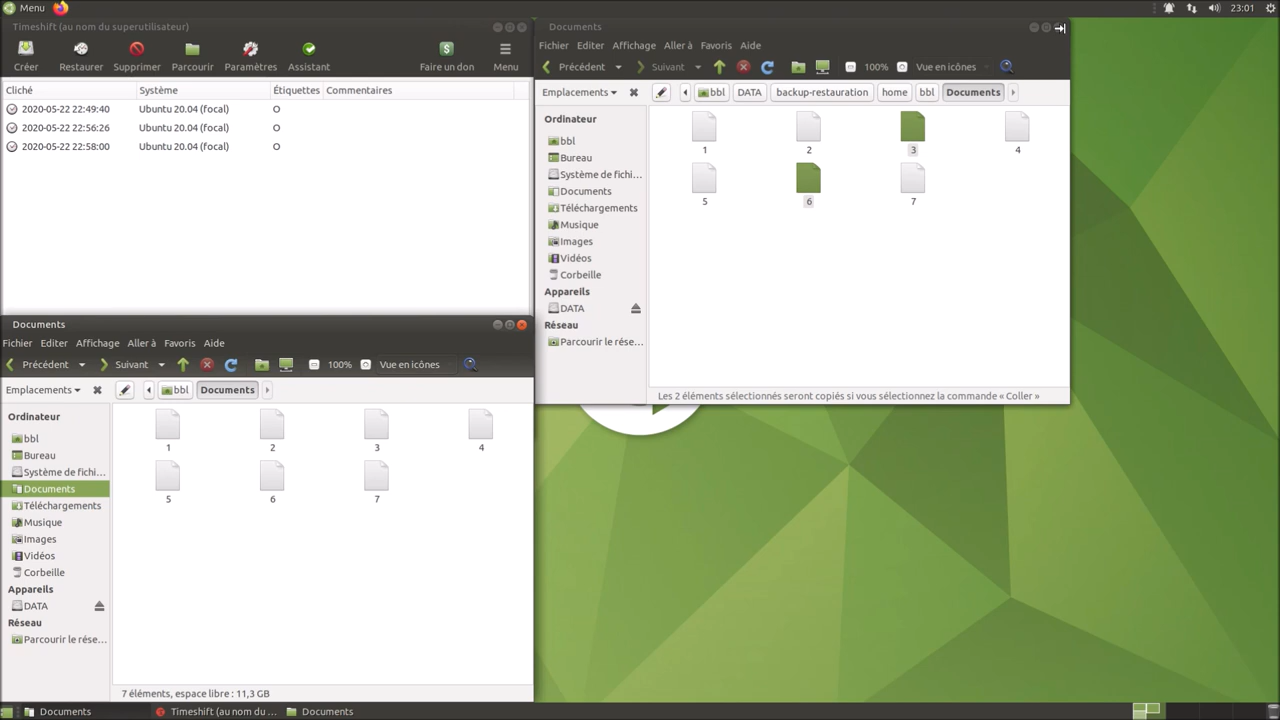 Menu
23:01
Timeshift (au nom du superutilisateur)
Créer
Restaurer
Supprimer
Parcourir
Paramètres
Assistant
Faire un don
Menu
Cliché Système Étiquettes Commentaires
2020-05-22 22:49:40 Ubuntu 20.04 (focal) O
2020-05-22 22:56:26 Ubuntu 20.04 (focal) O
2020-05-22 22:58:00 Ubuntu 20.04 (focal) O
Documents
Fichier Editer Affichage Aller à Favoris Aide
Précédent Suivant 100% Vue en icônes
Emplacements bbl DATA backup-restauration home bbl Documents
Ordinateur
bbl
Bureau
Système de fichi...
Documents
Téléchargements
Musique
Images
Vidéos
Corbeille
Appareils
DATA
Réseau
Parcourir le rése...
1 2 3 4
5 6 7
Les 2 éléments sélectionnés seront copiés si vous sélectionnez la commande « Coller »
Documents
Fichier Editer Affichage Aller à Favoris Aide
Précédent Suivant 100% Vue en icônes
Emplacements bbl Documents
Ordinateur
bbl
Bureau
Système de fichi...
Documents
Téléchargements
Musique
Images
Vidéos
Corbeille
Appareils
DATA
Réseau
Parcourir le rése...
1 2 3 4
5 6 7
7 éléments, espace libre : 11,3 GB
Documents
Timeshift (au nom du ...
Documents